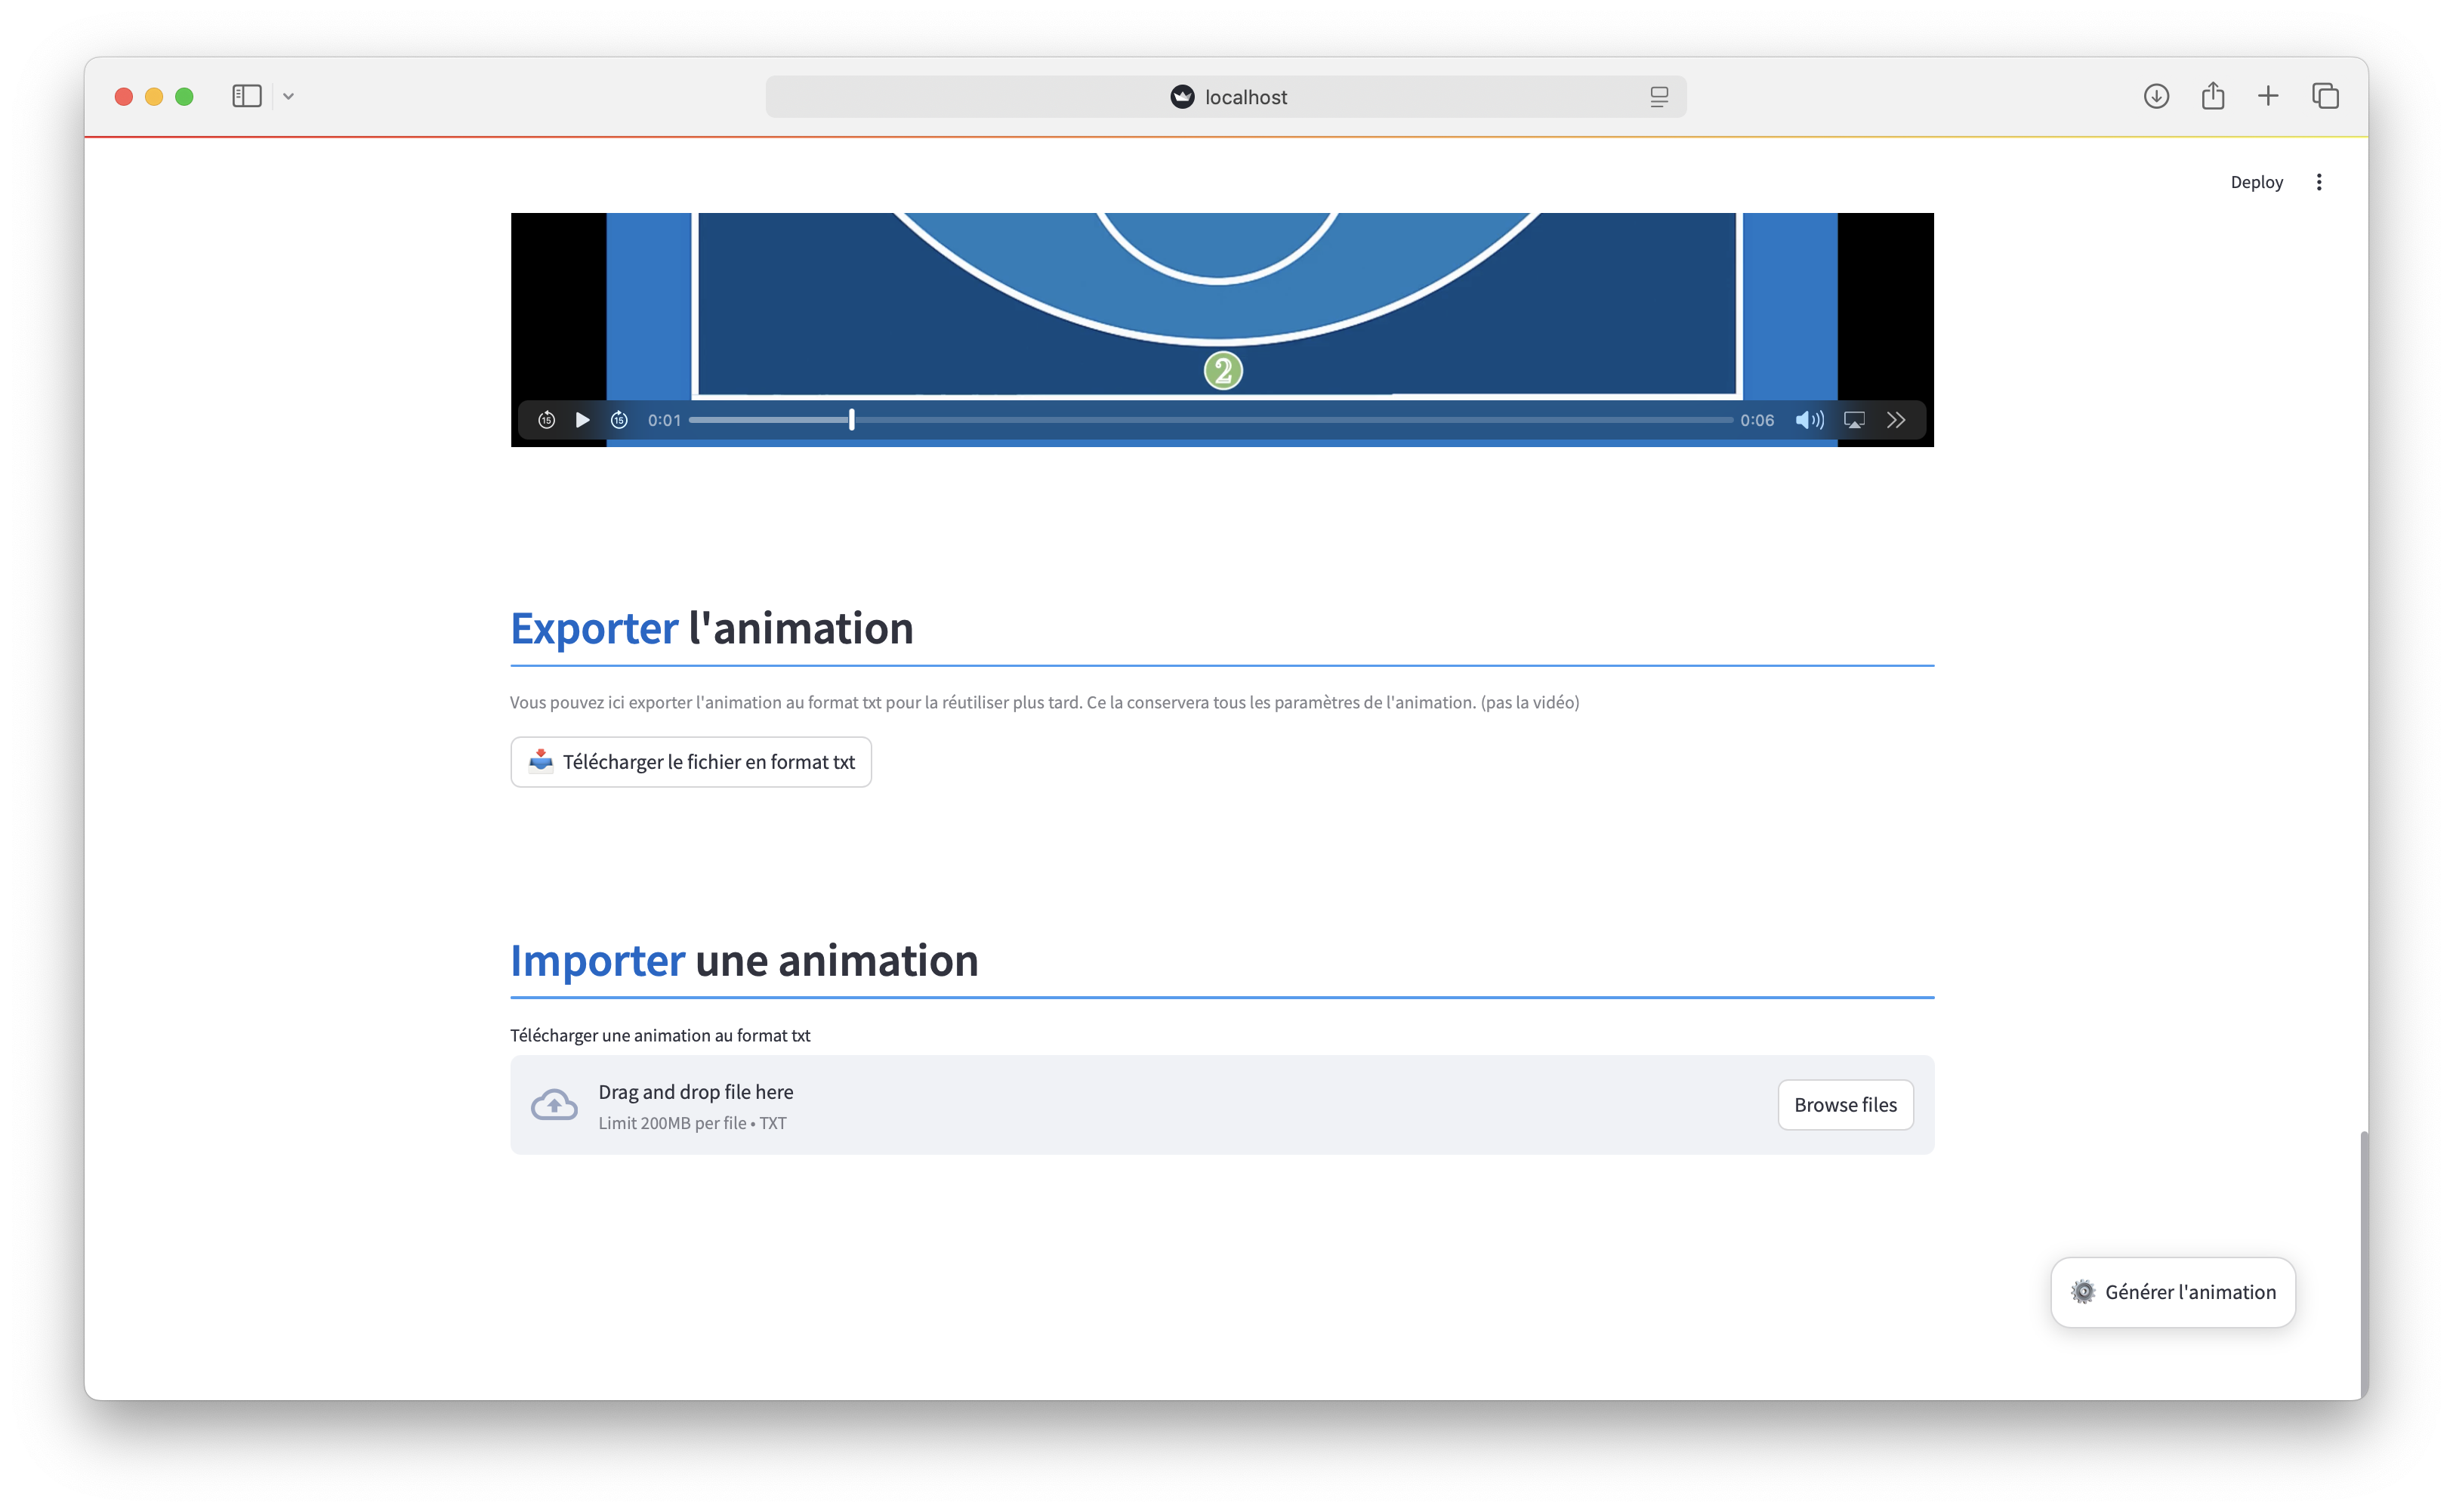 localhost
Deploy
2
15
15
0:01
0:06
Exporter l'animation
Vous pouvez ici exporter l'animation au format txt pour la réutiliser plus tard. Ce la conservera tous les paramètres de l'animation. (pas la vidéo)
Télécharger le fichier en format txt
Importer une animation
Télécharger une animation au format txt
Drag and drop file here
Limit 200MB per file • TXT
Browse files
Générer l'animation